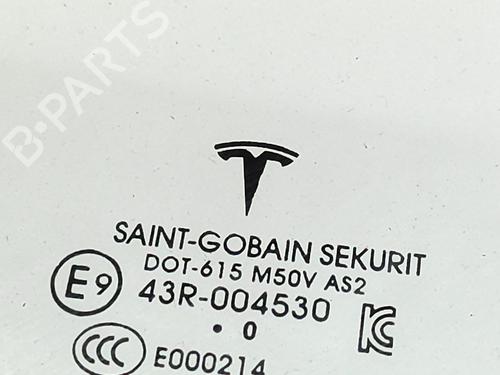 B-PARTS
SAINT-GOBAIN SEKURIT
DOT-615 M50V AS2
E9 43R-004530
• 0
CCC E000214